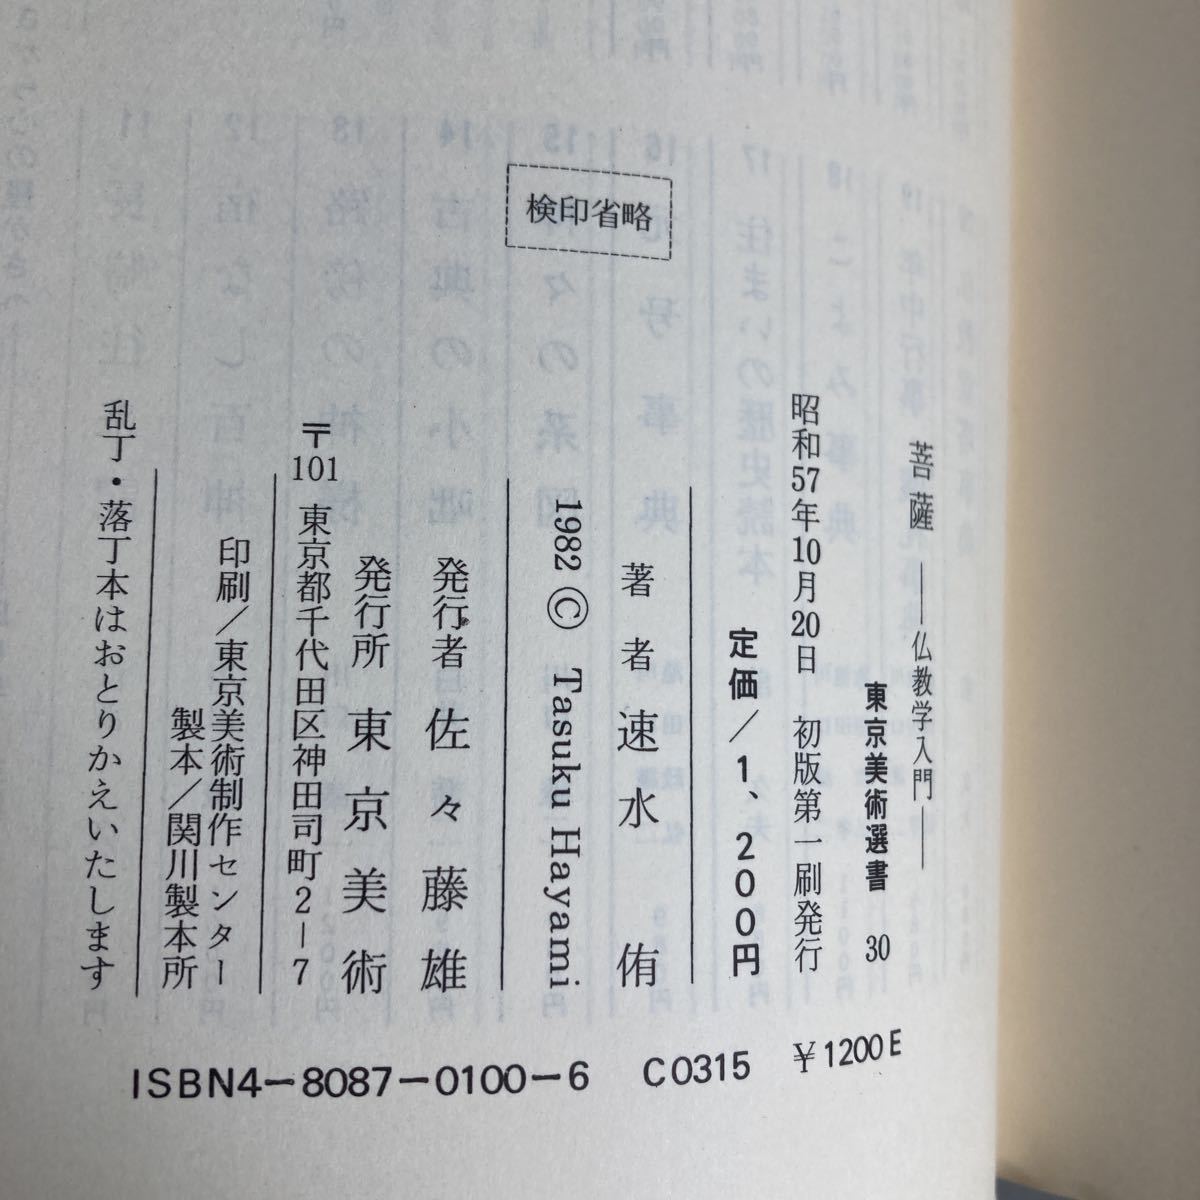 検印省略
菩薩 ―仏教学入門―
東京美術選書 30
昭和57年10月20日 初版第一刷発行
定価/1、200円
著者 速水 侑
1982 © Tasuku Hayami
発行者 佐々藤雄
発行所 東京美術
〒101 東京都千代田区神田司町2-7
印刷/東京美術制作センター
製本/関川製本所
乱丁・落丁本はおとりかえいたします
ISBN4-8087-0100-6 C0315 ¥1200E